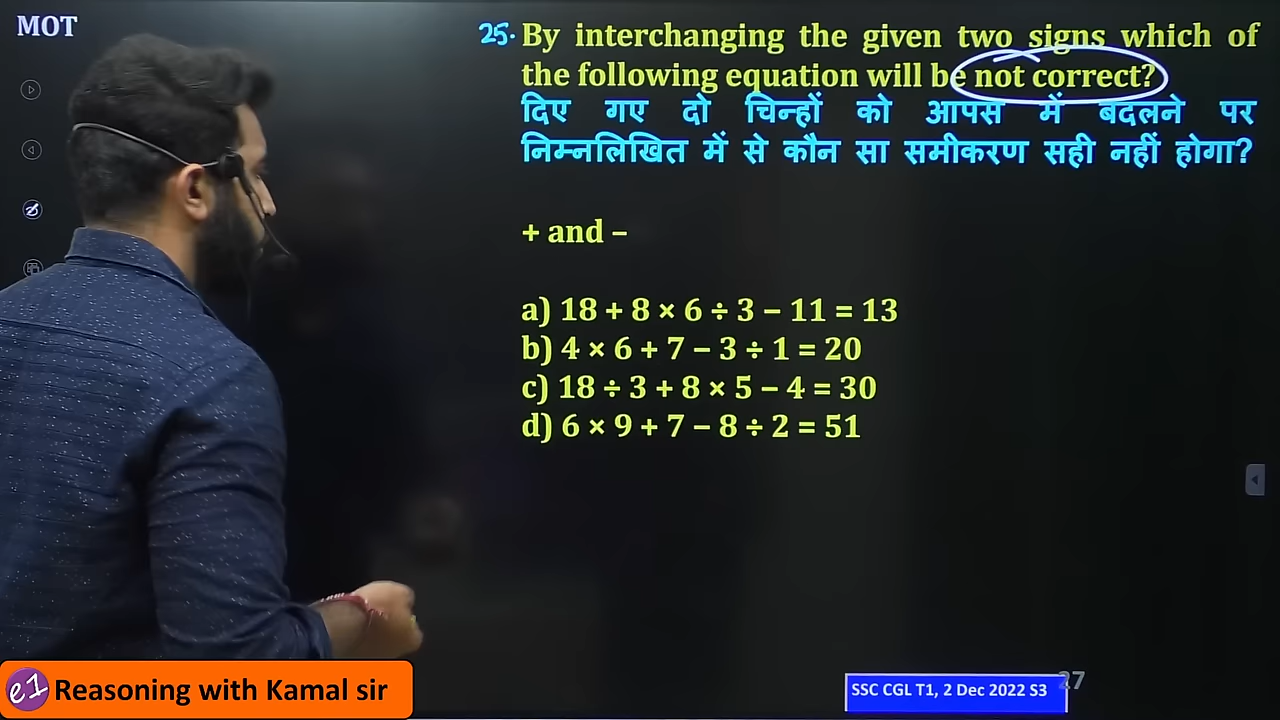 MOT
25. By interchanging the given two signs which of
the following equation will be not correct?
दिए गए दो चिन्हों को आपस में बदलने पर
निम्नलिखित में से कौन सा समीकरण सही नहीं होगा?
+ and –
a) 18 + 8 × 6 ÷ 3 – 11 = 13
b) 4 × 6 + 7 – 3 ÷ 1 = 20
c) 18 ÷ 3 + 8 × 5 – 4 = 30
d) 6 × 9 + 7 – 8 ÷ 2 = 51
e1 Reasoning with Kamal sir
SSC CGL T1, 2 Dec 2022 S3
27